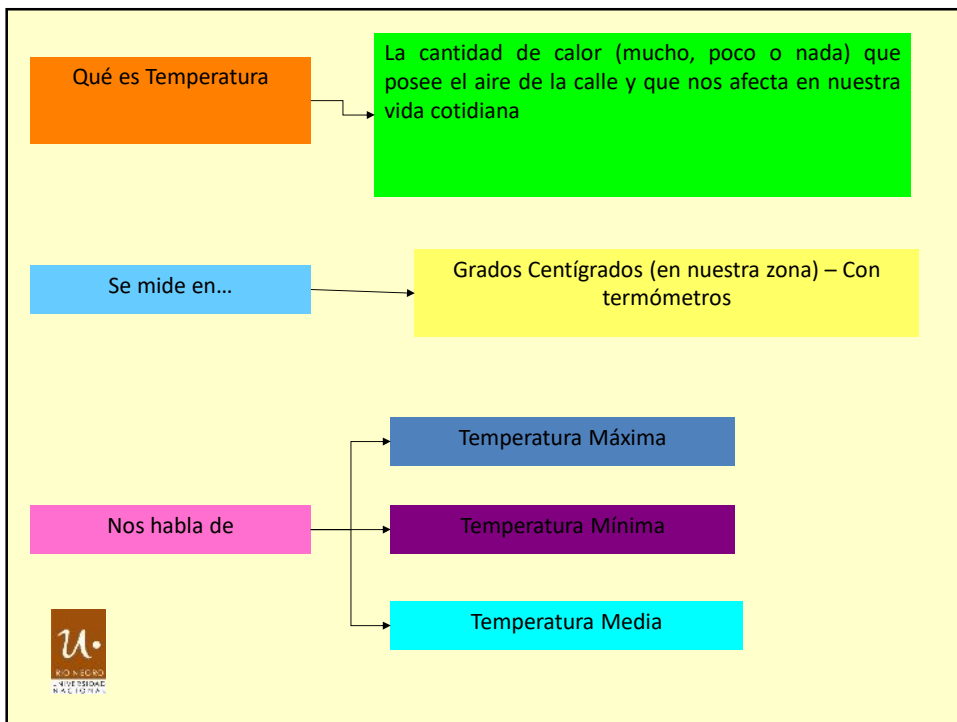 Qué es Temperatura
La cantidad de calor (mucho, poco o nada) que
posee el aire de la calle y que nos afecta en nuestra
vida cotidiana
Se mide en…
Grados Centígrados (en nuestra zona) – Con
termómetros
Nos habla de
Temperatura Máxima
Temperatura Mínima
Temperatura Media
u.
RIO NEGRO
UNIVERSIDAD
NACIONAL